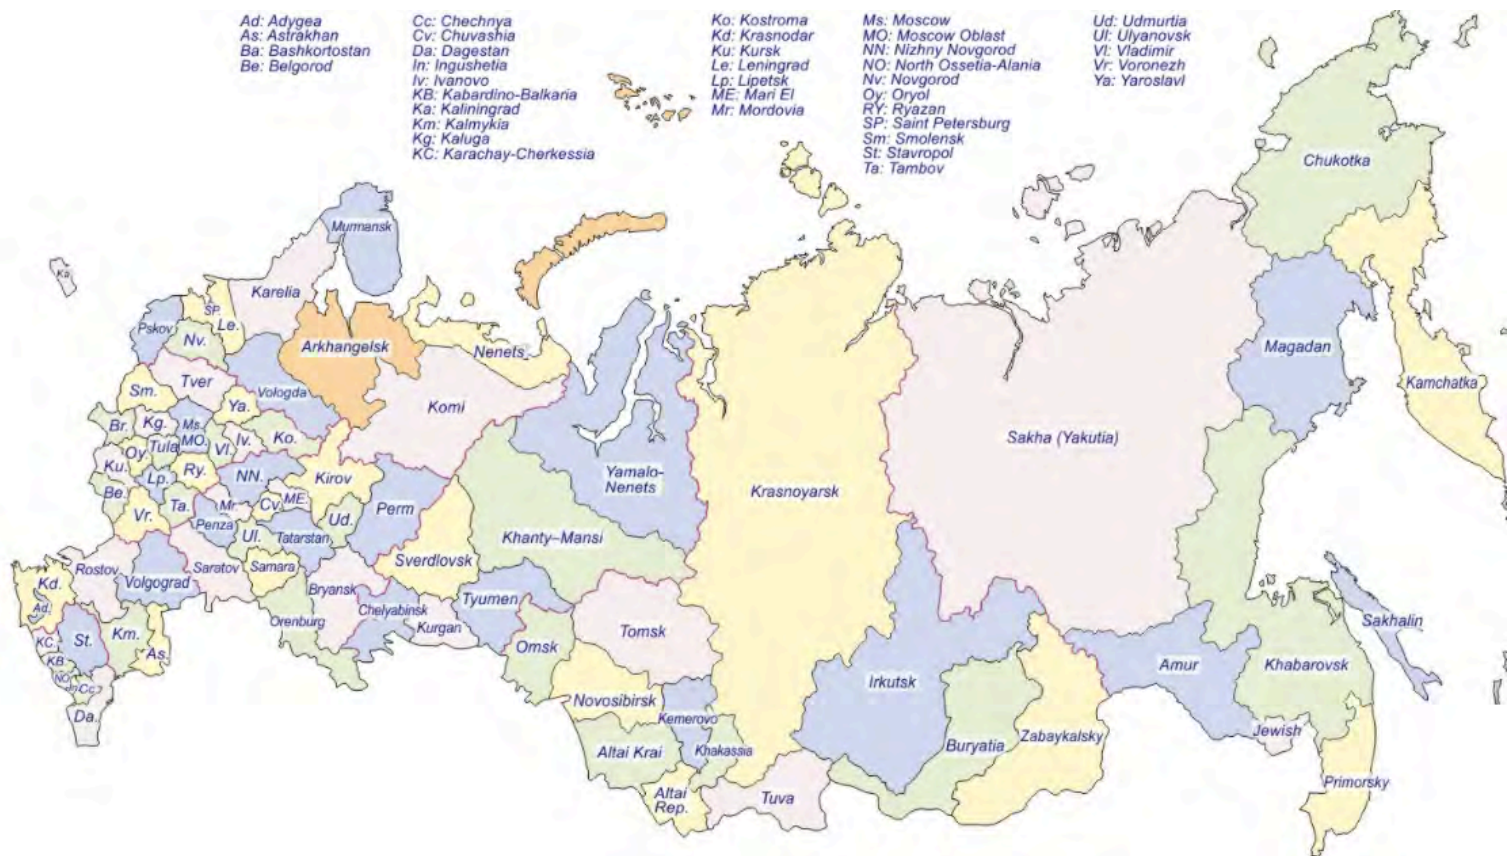 Ad: Adygea
As: Astrakhan
Ba: Bashkortostan
Be: Belgorod
Cc: Chechnya
Cv: Chuvashia
Da: Dagestan
In: Ingushetia
Iv: Ivanovo
KB: Kabardino-Balkaria
Ka: Kaliningrad
Km: Kalmykia
Kg: Kaluga
KC: Karachay-Cherkessia
Ko: Kostroma
Kd: Krasnodar
Ku: Kursk
Le: Leningrad
Lp: Lipetsk
ME: Mari El
Mr: Mordovia
Ms: Moscow
MO: Moscow Oblast
NN: Nizhny Novgorod
NO: North Ossetia-Alania
Nv: Novgorod
Oy: Oryol
RY: Ryazan
SP: Saint Petersburg
Sm: Smolensk
St: Stavropol
Ta: Tambov
Ud: Udmurtia
Ul: Ulyanovsk
Vl: Vladimir
Vr: Voronezh
Ya: Yaroslavl
Chukotka
Murmansk
Ka
Karelia
SP.
Le.
Pskov
Nv.
Arkhangelsk
Nenets
Magadan
Tver
Sm.
Vologda
Kamchatka
Ya.
Komi
Br.
Kg.
Ms.
Sakha (Yakutia)
Tula
MO.
Vl.
Iv.
Ko.
Oy
Ku.
Ry.
NN.
Kirov
Yamalo-
Nenets
Krasnoyarsk
Lp.
Be.
Ta.
Mr.
Cv.
ME.
Perm
Vr.
Penza
Ul.
Tatarstan
Ud.
Khanty–Mansi
Sverdlovsk
Rostov
Volgograd
Saratov
Samara
Bryansk
Kd.
Ad.
Chelyabinsk
Tyumen
Orenburg
Kurgan
Tomsk
Sakhalin
KC.
St.
Km.
As.
Omsk
KB.
NO
Cc.
Da.
Irkutsk
Amur
Khabarovsk
Novosibirsk
Kemerovo
Altai Krai
Khakassia
Buryatia
Zabaykalsky
Jewish
Altai
Rep.
Tuva
Primorsky